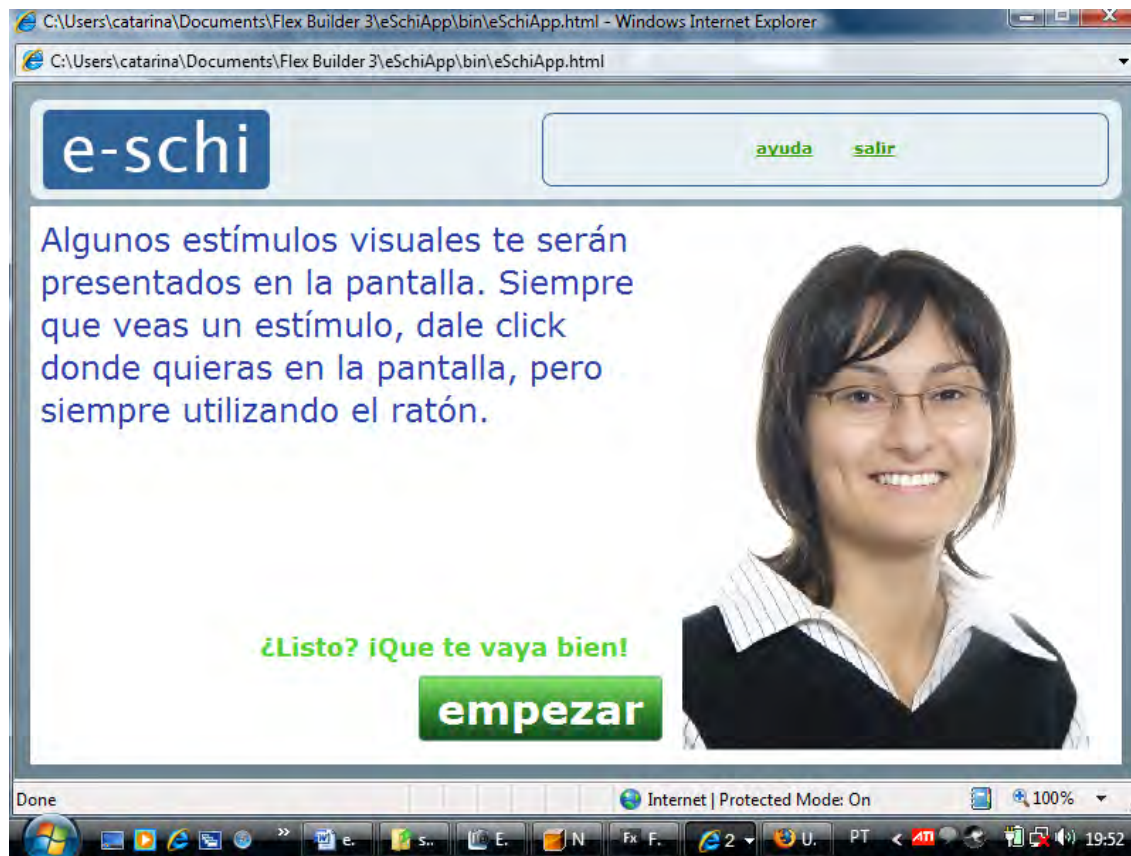 C:\Users\catarina\Documents\Flex Builder 3\eSchiApp\bin\eSchiApp.html - Windows Internet Explorer
C:\Users\catarina\Documents\Flex Builder 3\eSchiApp\bin\eSchiApp.html
e-schi
ayuda salir
Algunos estímulos visuales te serán
presentados en la pantalla. Siempre
que veas un estímulo, dale click
donde quieras en la pantalla, pero
siempre utilizando el ratón.
¿Listo? ¡Que te vaya bien!
empezar
Done Internet | Protected Mode: On 100%
e. s.. E. N Fx F. 2 U. PT ATI 19:52